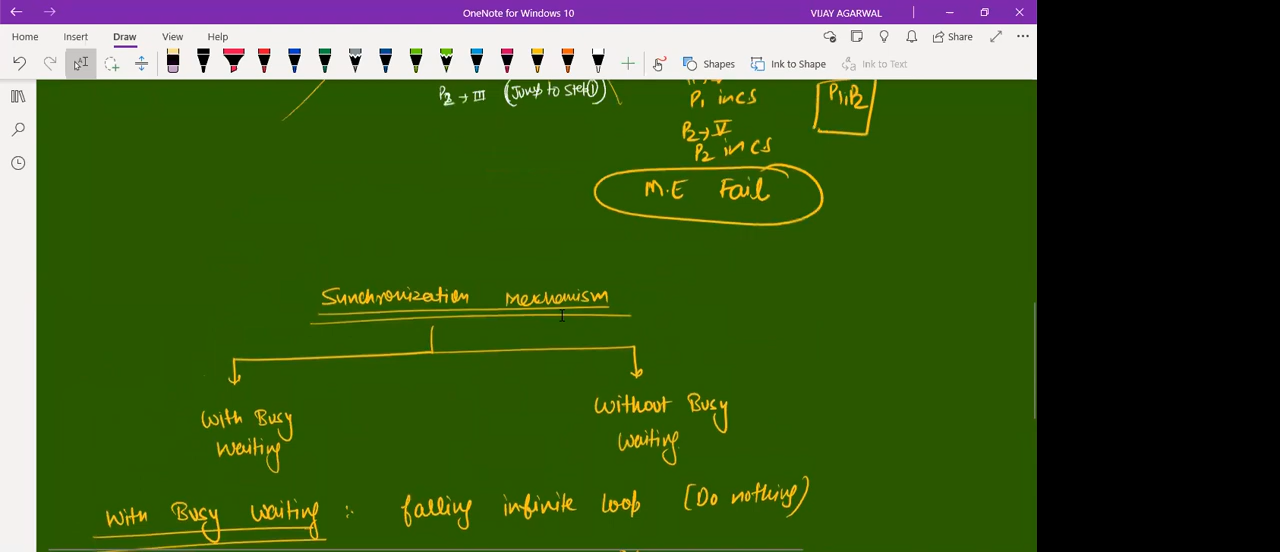 OneNote for Windows 10
VIJAY AGARWAL
Home Insert Draw View Help
Share
Shapes Ink to Shape Ink to Text
P2 → III (Jump to Step①)
P1 in CS
P1, P2
P2 → V
P2 in CS
M.E Fail
Synchronization Mechanism
With Busy
Waiting
Without Busy
Waiting
With Busy Waiting : falling infinite loop (Do nothing)